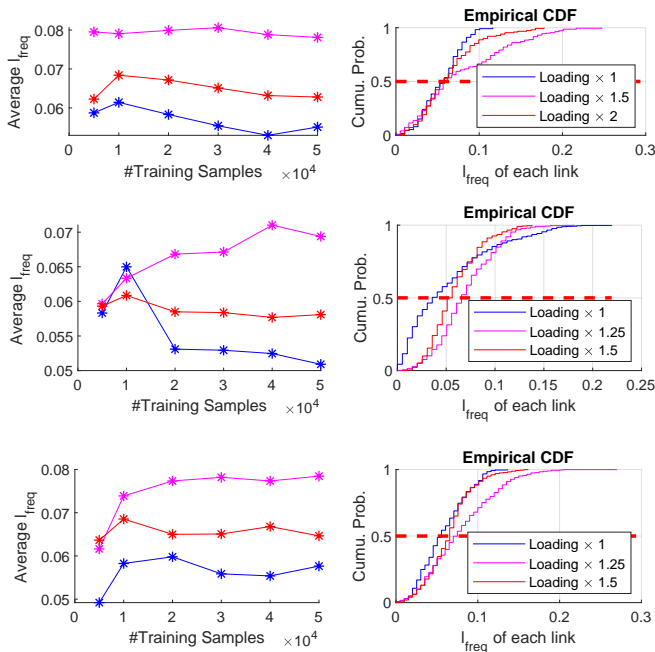 Empirical CDF
0.08
0.07
0.06
Average I_freq
0 1 2 3 4 5
#Training Samples ×10^4
1
0.5
0
Cumu. Prob.
Loading × 1
Loading × 1.5
Loading × 2
0 0.1 0.2 0.3
I_freq of each link
Empirical CDF
0.07
0.065
0.06
0.055
0.05
Average I_freq
0 1 2 3 4 5
#Training Samples ×10^4
1
0.5
0
Cumu. Prob.
Loading × 1
Loading × 1.25
Loading × 1.5
0 0.05 0.1 0.15 0.2 0.25
I_freq of each link
Empirical CDF
0.08
0.07
0.06
0.05
Average I_freq
0 1 2 3 4 5
#Training Samples ×10^4
1
0.5
0
Cumu. Prob.
Loading × 1
Loading × 1.25
Loading × 1.5
0 0.1 0.2 0.3
I_freq of each link